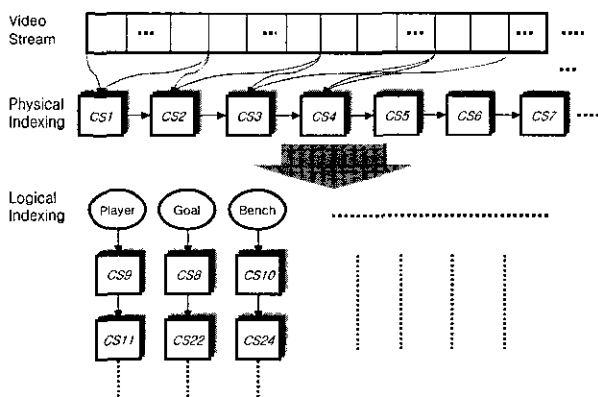 Video
Stream
Physical
Indexing
CS1
CS2
CS3
CS4
CS5
CS6
CS7
Logical
Indexing
Player
Goal
Bench
CS9
CS8
CS10
CS11
CS22
CS24